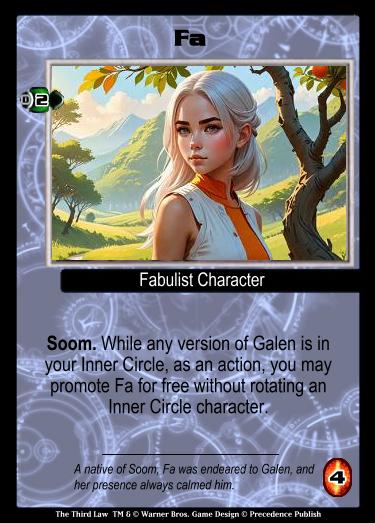 Fa
D 2
Fabulist Character
Soom. While any version of Galen is in
your Inner Circle, as an action, you may
promote Fa for free without rotating an
Inner Circle character.
A native of Soom, Fa was endeared to Galen, and
her presence always calmed him.
4
The Third Law TM & © Warner Bros. Game Design © Precedence Publish